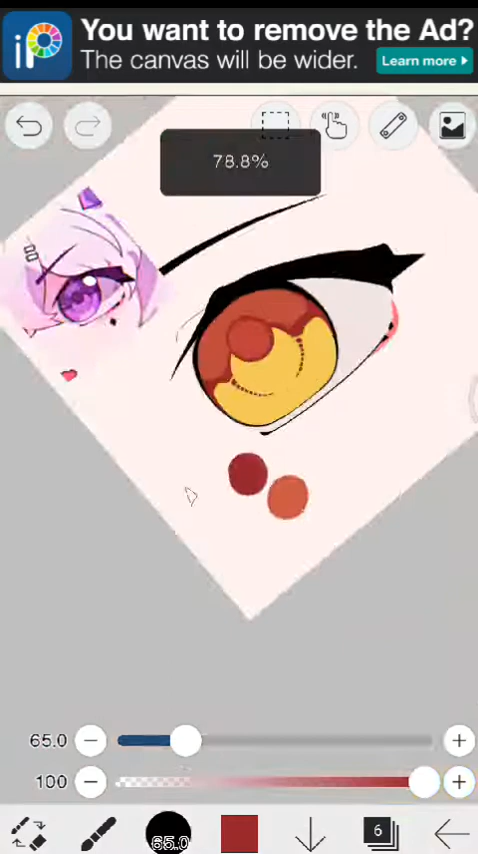 iP
You want to remove the Ad?
The canvas will be wider.
Learn more
78.8%
65.0
100
65.0
6